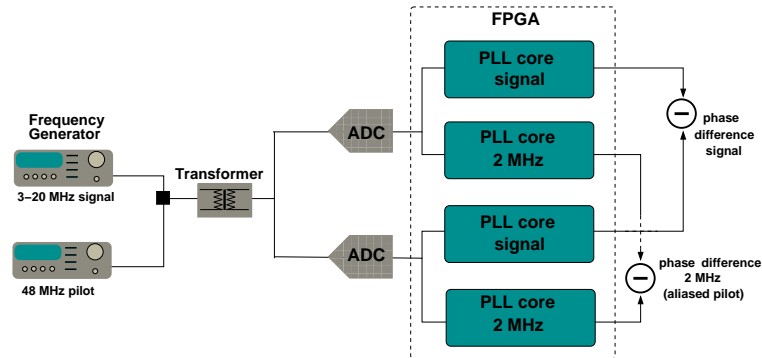 FPGA
PLL core
signal
Frequency
Generator
ADC
phase
difference
signal
PLL core
2 MHz
Transformer
3–20 MHz signal
PLL core
signal
ADC
phase difference
2 MHz
(aliased pilot)
48 MHz pilot
PLL core
2 MHz